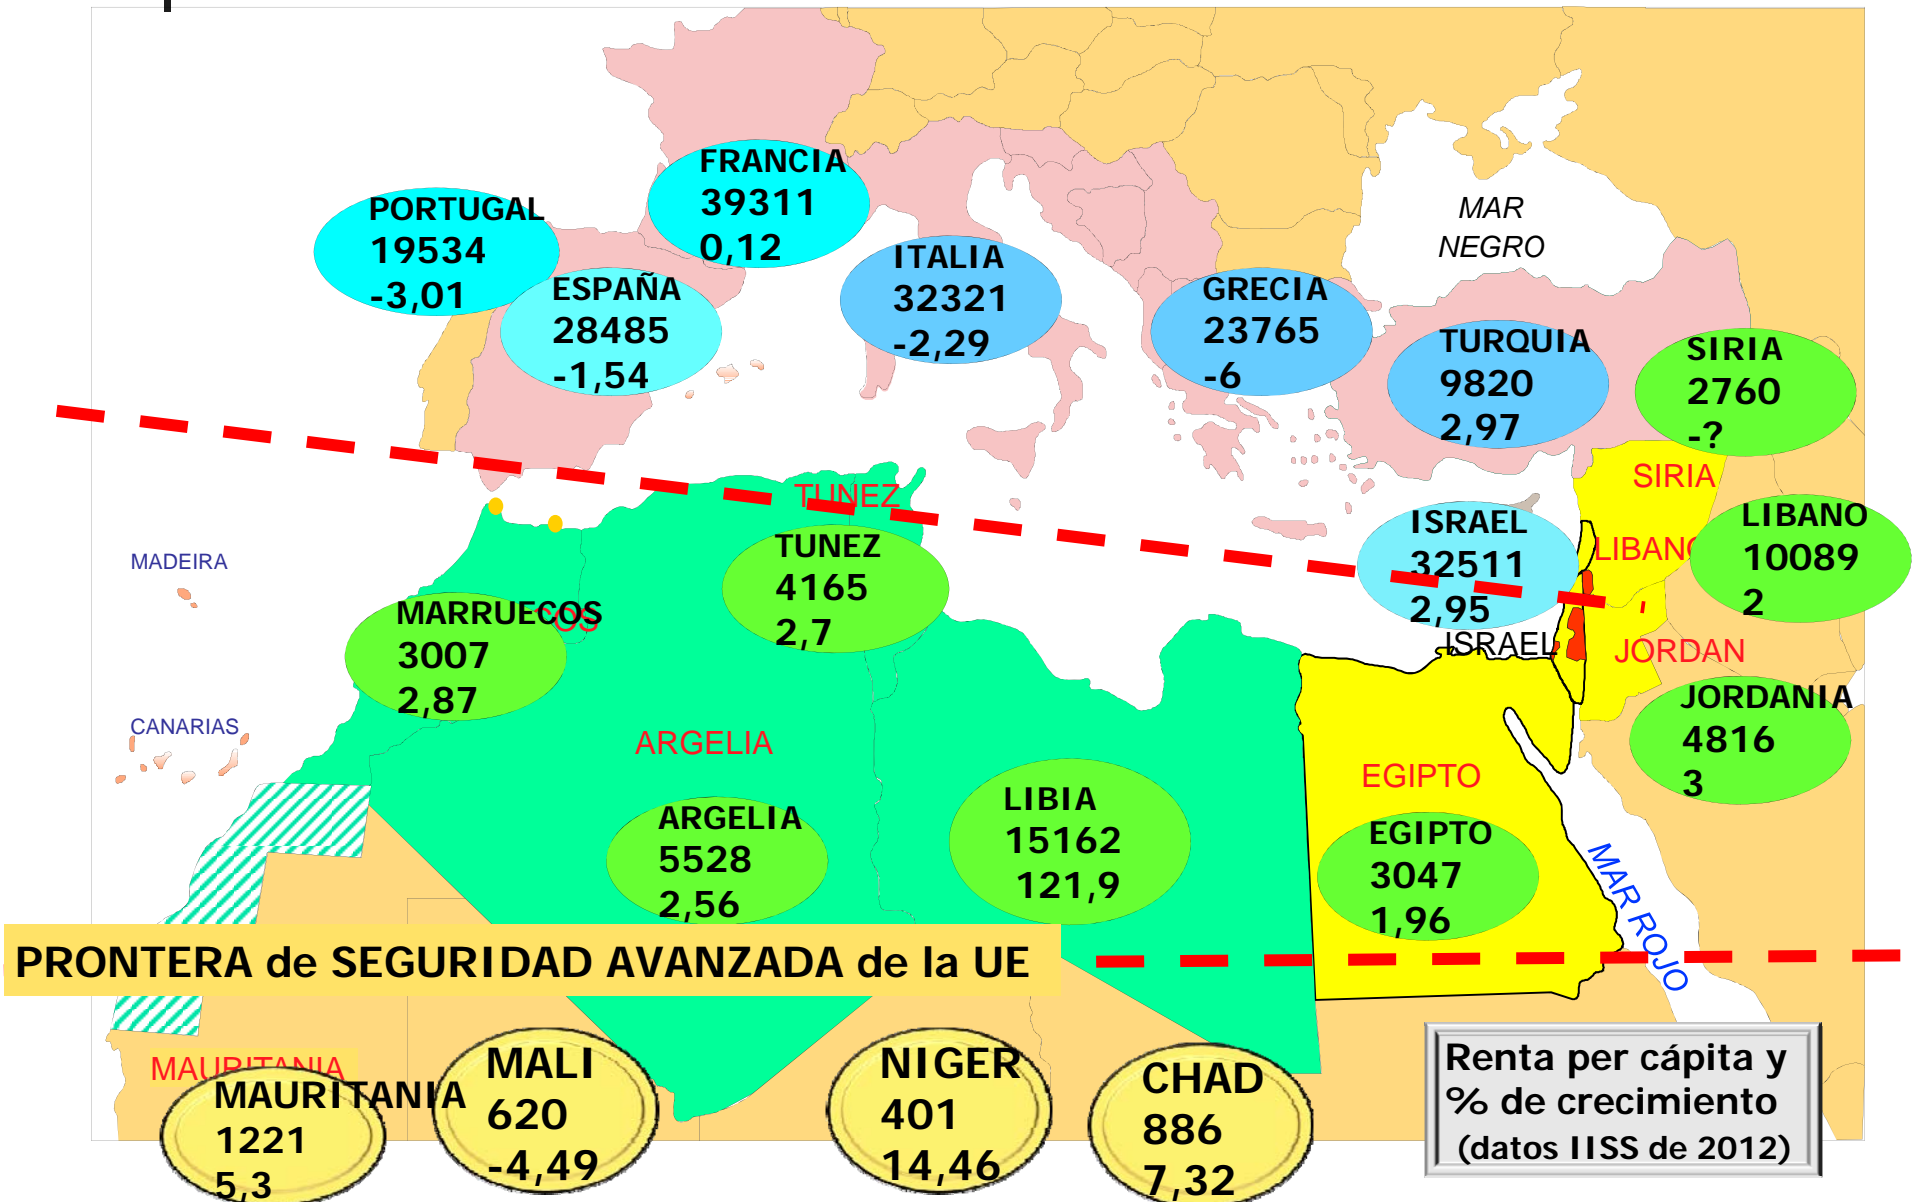 FRANCIA
39311
0,12
PORTUGAL
19534
-3,01
ESPAÑA
28485
-1,54
ITALIA
32321
-2,29
GRECIA
23765
-6
MAR
NEGRO
TURQUIA
9820
2,97
SIRIA
2760
-?
SIRIA
TUNEZ
TUNEZ
4165
2,7
ISRAEL
32511
2,95
ISRAEL
LIBANO
LIBANO
10089
2
MADEIRA
MARRUECOS
3007
2,87
COS
JORDAN
JORDANIA
4816
3
CANARIAS
ARGELIA
ARGELIA
5528
2,56
LIBIA
15162
121,9
EGIPTO
EGIPTO
3047
1,96
MAR ROJO
PRONTERA de SEGURIDAD AVANZADA de la UE
MAURITANIA
MAURITANIA
1221
5,3
MALI
620
-4,49
NIGER
401
14,46
CHAD
886
7,32
Renta per cápita y
% de crecimiento
(datos IISS de 2012)